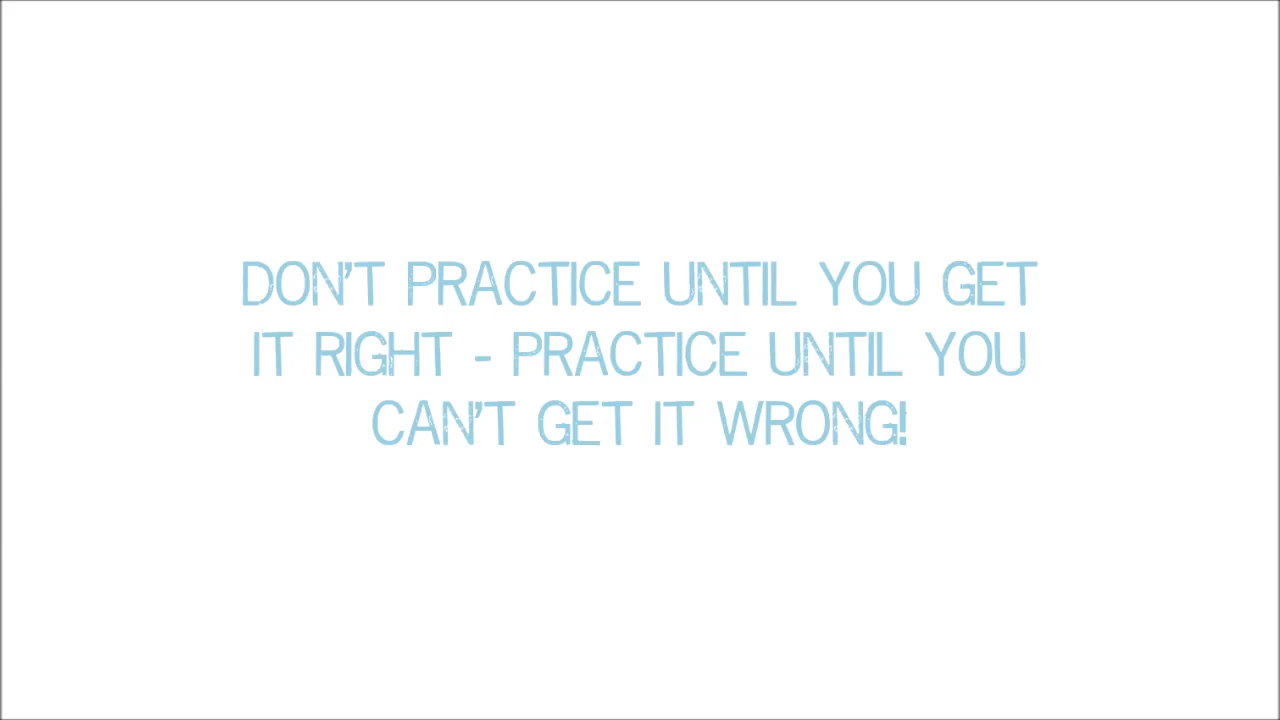 DON'T PRACTICE UNTIL YOU GET
IT RIGHT - PRACTICE UNTIL YOU
CAN'T GET IT WRONG!